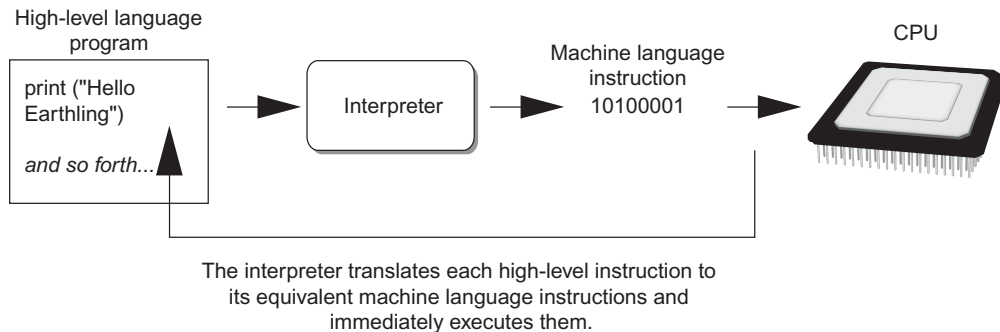 High-level language
program
print ("Hello
Earthling")
and so forth...
Interpreter
Machine language
instruction
10100001
CPU
The interpreter translates each high-level instruction to
its equivalent machine language instructions and
immediately executes them.